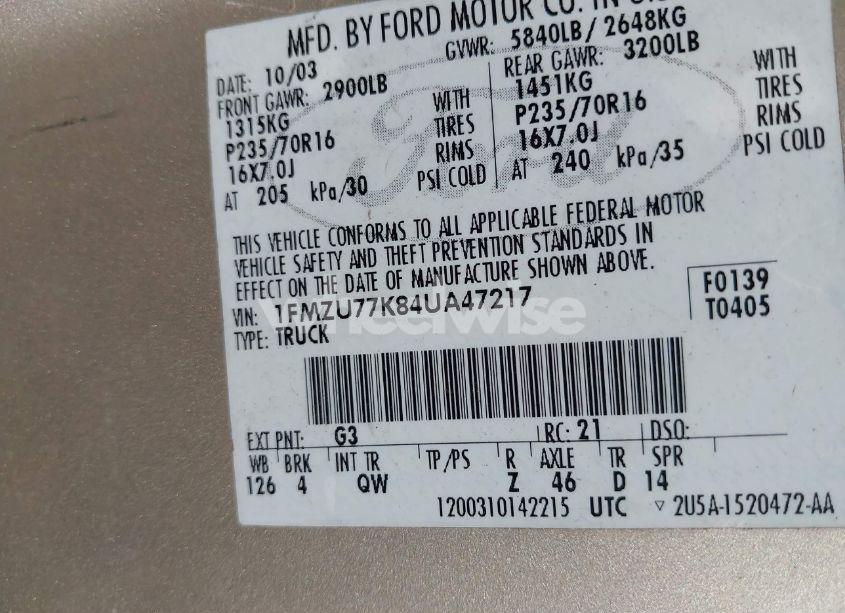 MFD. BY FORD MOTOR CO. IN
DATE: 10/03 GVWR: 5840LB / 2648KG
FRONT GAWR: 2900LB REAR GAWR: 3200LB
1315KG WITH 1451KG WITH
P235/70R16 TIRES P235/70R16 TIRES
16X7.0J RIMS 16X7.0J RIMS
AT 205 kPa/30 PSI COLD AT 240 kPa/35 PSI COLD
Ford
THIS VEHICLE CONFORMS TO ALL APPLICABLE FEDERAL MOTOR
VEHICLE SAFETY AND THEFT PREVENTION STANDARDS IN
EFFECT ON THE DATE OF MANUFACTURE SHOWN ABOVE.
VIN: 1FMZU77K84UA47217 F0139
TYPE: TRUCK T0405
wheelwise
EXT PNT: G3 RC: 21 DSO:
WB BRK INT TR TP/PS R AXLE TR SPR
126 4 QW Z 46 D 14
1200310142215 UTC ▽ 2U5A-1520472-AA